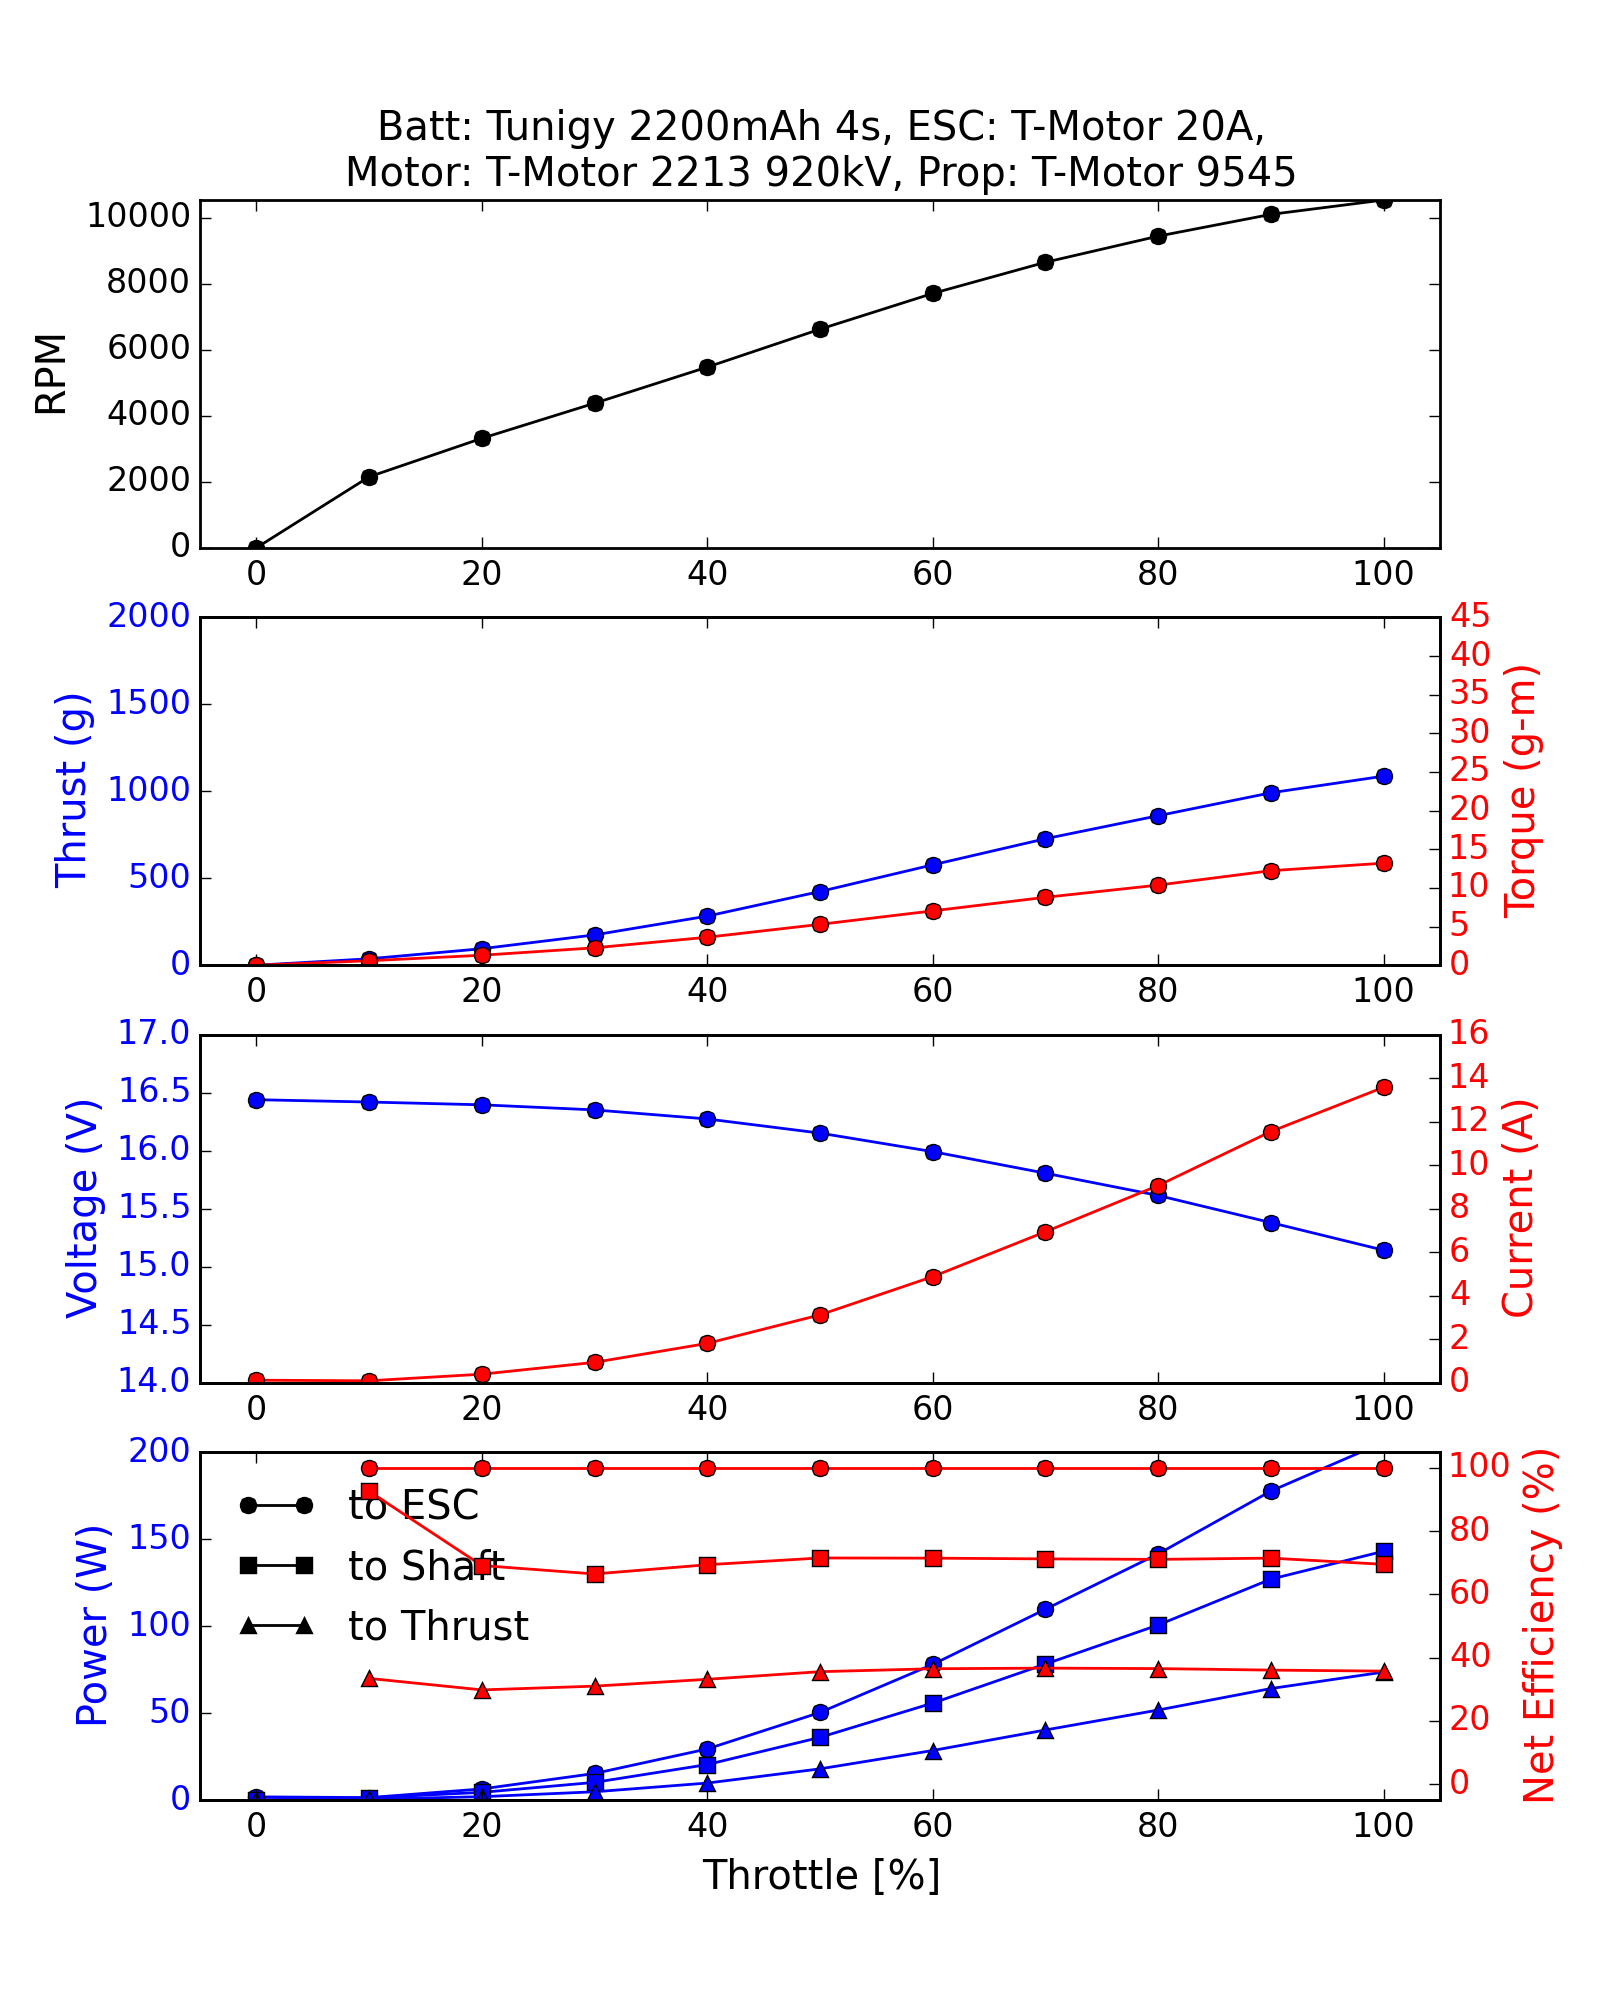 Batt: Tunigy 2200mAh 4s, ESC: T-Motor 20A,
Motor: T-Motor 2213 920kV, Prop: T-Motor 9545
10000
8000
6000
4000
2000
0
RPM
0 20 40 60 80 100
2000
1500
1000
500
0
Thrust (g)
45
40
35
30
25
20
15
10
5
0
Torque (g-m)
0 20 40 60 80 100
17.0
16.5
16.0
15.5
15.0
14.5
14.0
Voltage (V)
16
14
12
10
8
6
4
2
0
Current (A)
0 20 40 60 80 100
200
150
100
50
0
Power (W)
to ESC
to Shaft
to Thrust
100
80
60
40
20
0
Net Efficiency (%)
0 20 40 60 80 100
Throttle [%]